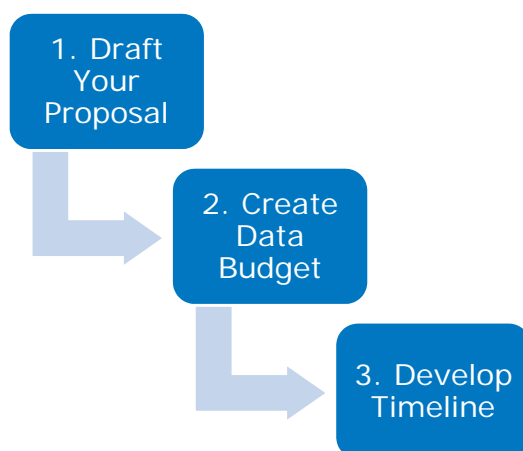 1. Draft
Your
Proposal
2. Create
Data
Budget
3. Develop
Timeline